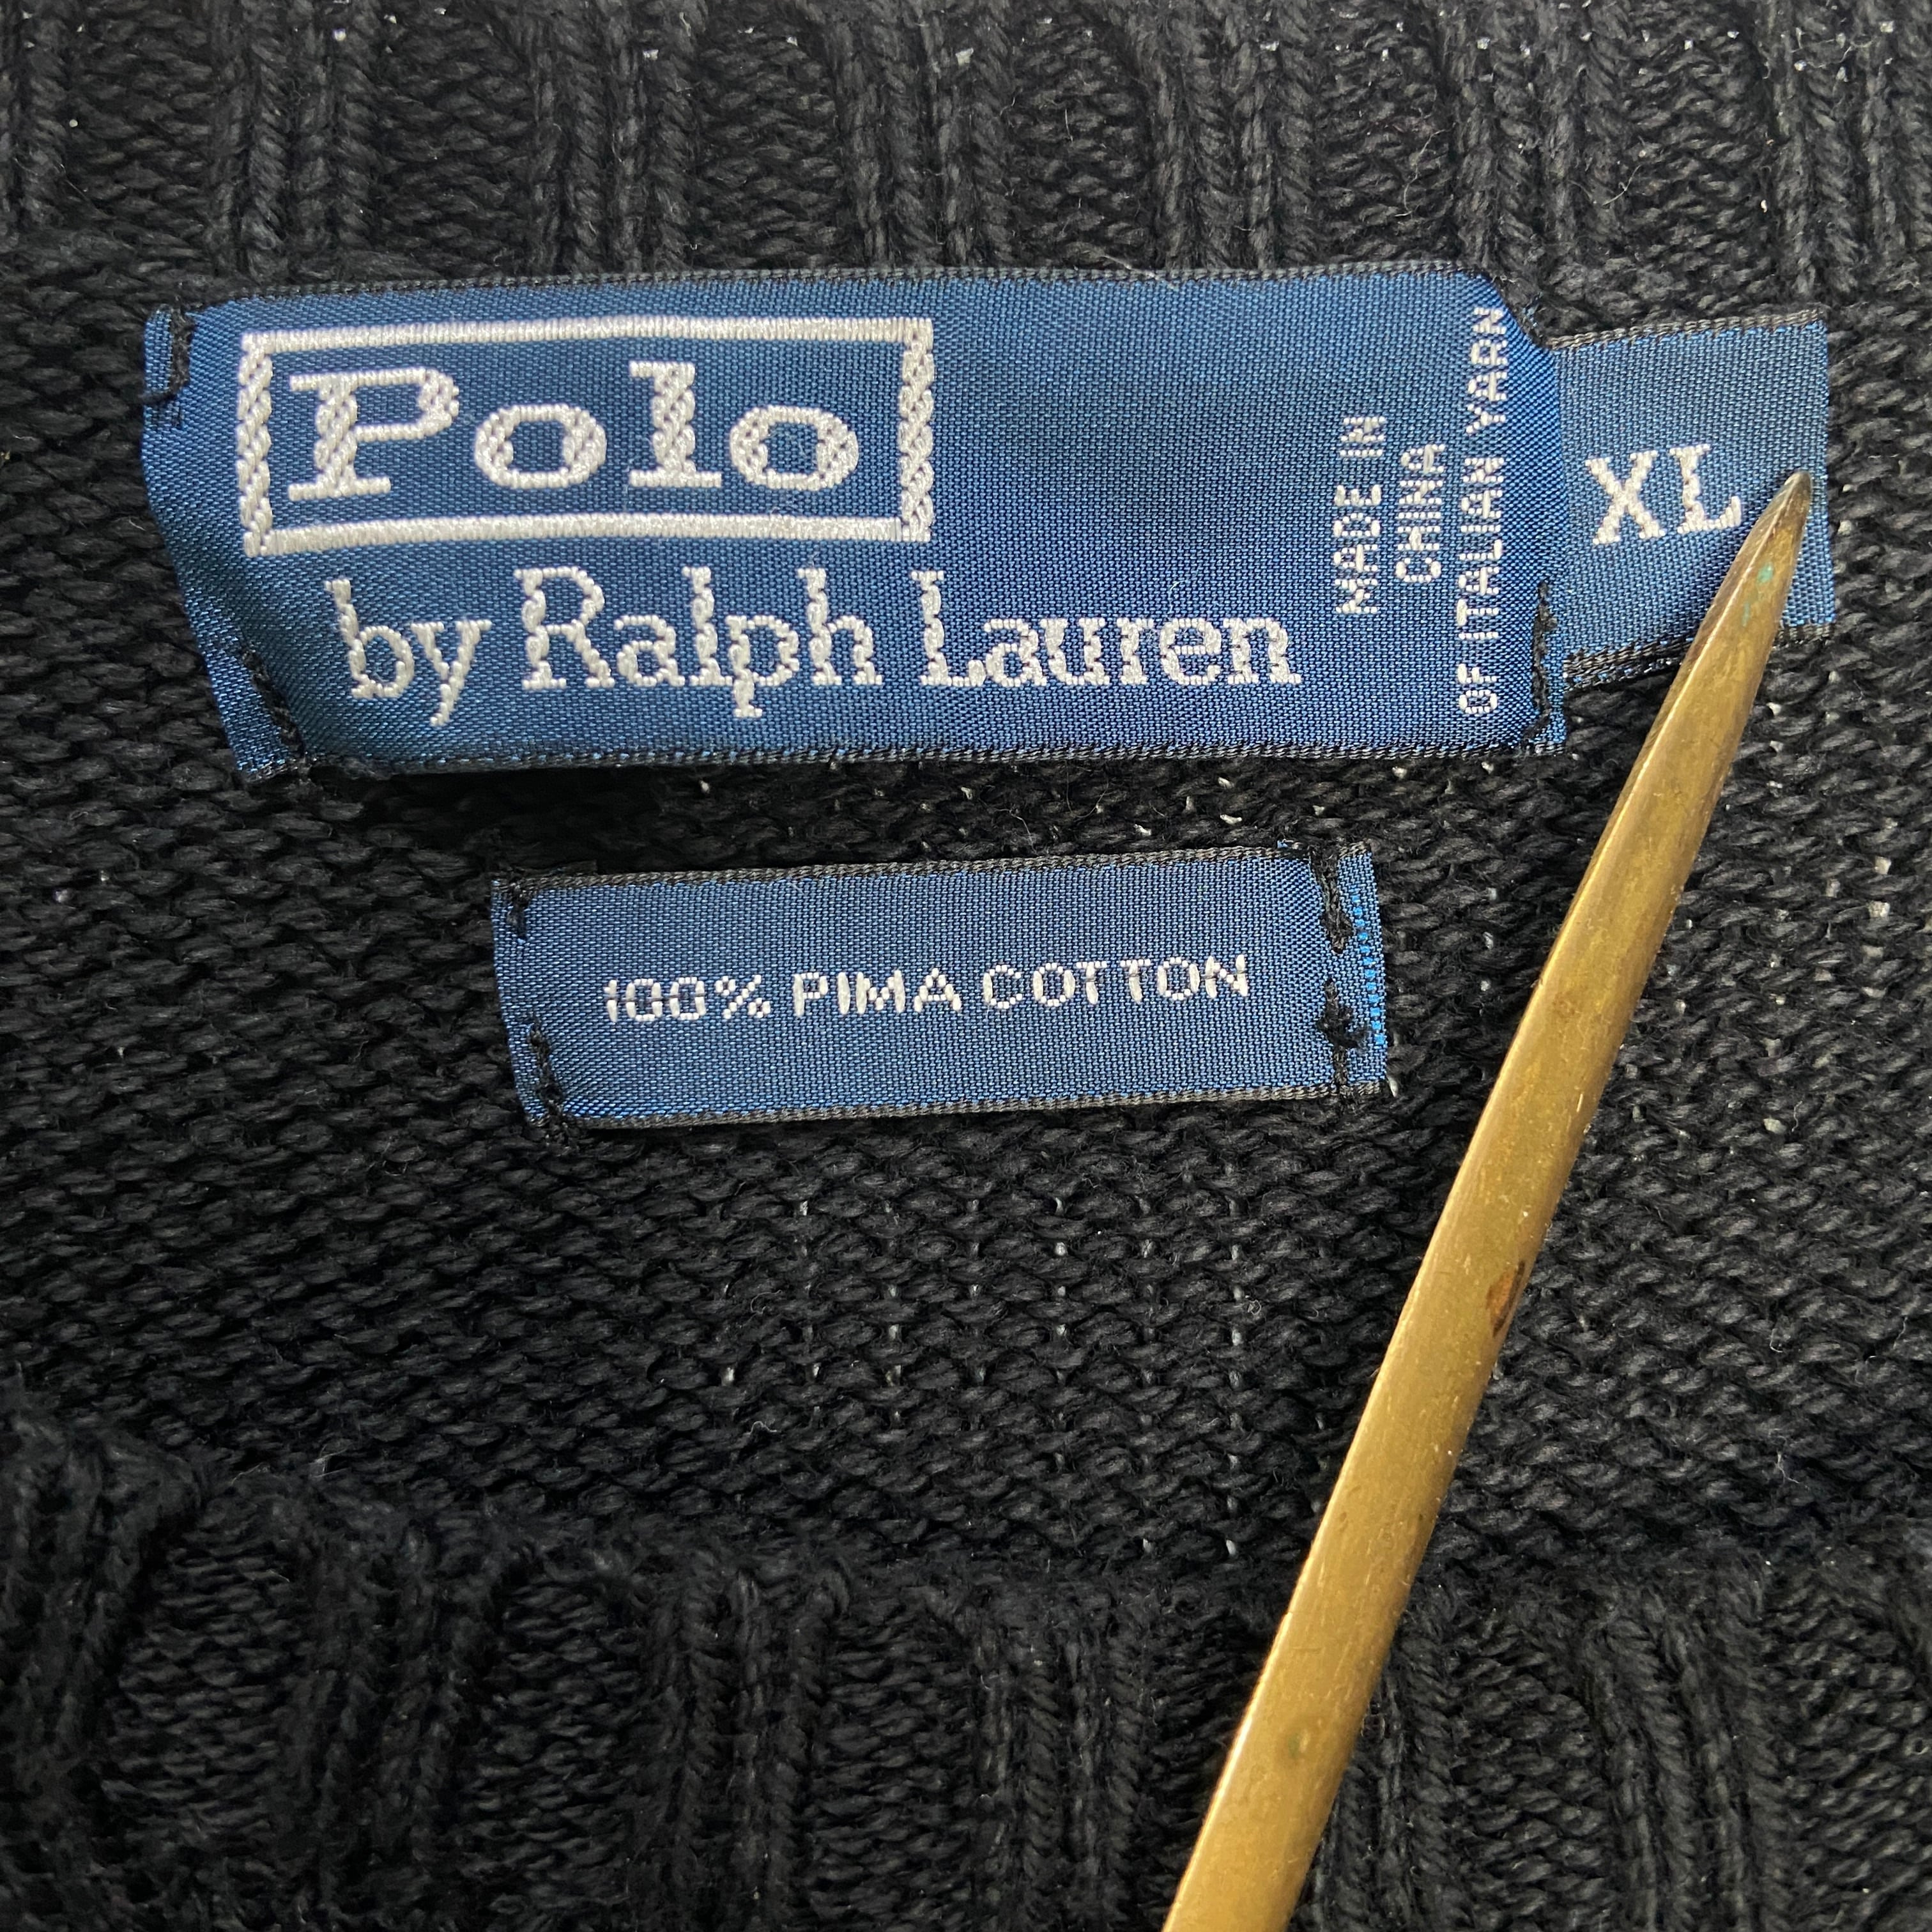 Polo
by Ralph Lauren
MADE IN
CHINA
OF ITALIAN YARN
XL
100% PIMA COTTON